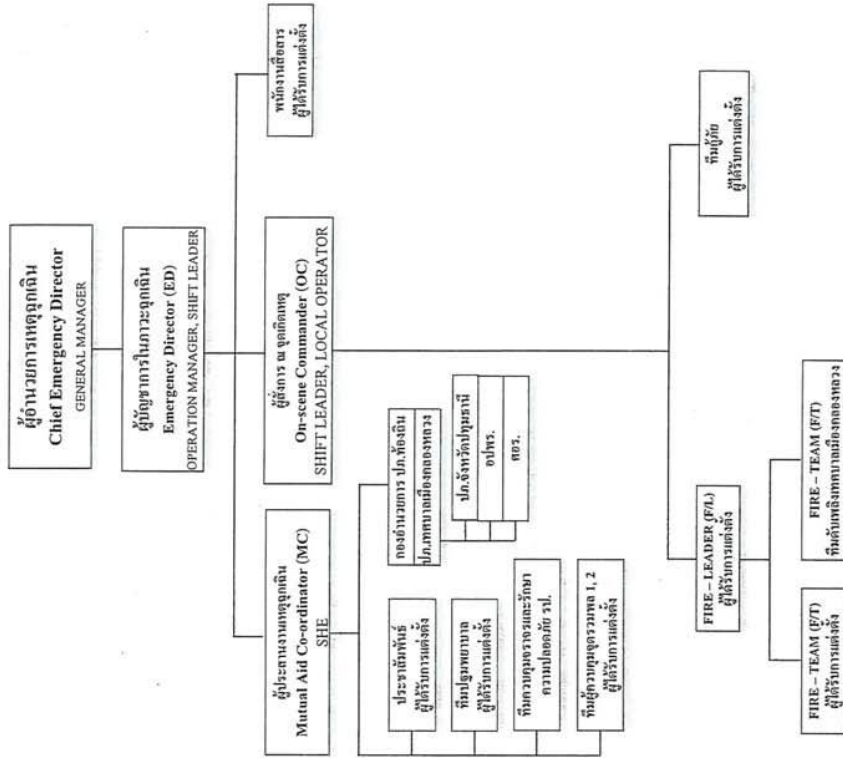 ผู้อำนวยการเหตุฉุกเฉิน
Chief Emergency Director
GENERAL MANAGER
ผู้บัญชาการในภาวะฉุกเฉิน
Emergency Director (ED)
OPERATION MANAGER, SHIFT LEADER
พนักงานสื่อสาร
ผู้ได้รับการแต่งตั้ง
ผู้ประสานงานเหตุฉุกเฉิน
Mutual Aid Co-ordinator (MC)
SHE
ผู้สั่งการ ณ จุดเกิดเหตุ
On-scene Commander (OC)
SHIFT LEADER, LOCAL OPERATOR
ประชาสัมพันธ์
ผู้ได้รับการแต่งตั้ง
ทีมปฐมพยาบาล
ผู้ได้รับการแต่งตั้ง
ทีมควบคุมจราจรและรักษา
ความปลอดภัย รป.
ทีมผู้ควบคุมจุดรวมพล 1, 2
ผู้ได้รับการแต่งตั้ง
กองอำนวยการ ปภ.ท้องถิ่น
ปภ.เทศบาลเมืองคลองหลวง
ปภ.จังหวัดปทุมธานี
อปพร.
ศอร.
FIRE – LEADER (F/L)
ผู้ได้รับการแต่งตั้ง
ทีมกู้ภัย
ผู้ได้รับการแต่งตั้ง
FIRE – TEAM (F/T)
ผู้ได้รับการแต่งตั้ง
FIRE – TEAM (F/T)
ทีมดับเพลิงเทศบาลเมืองคลองหลวง